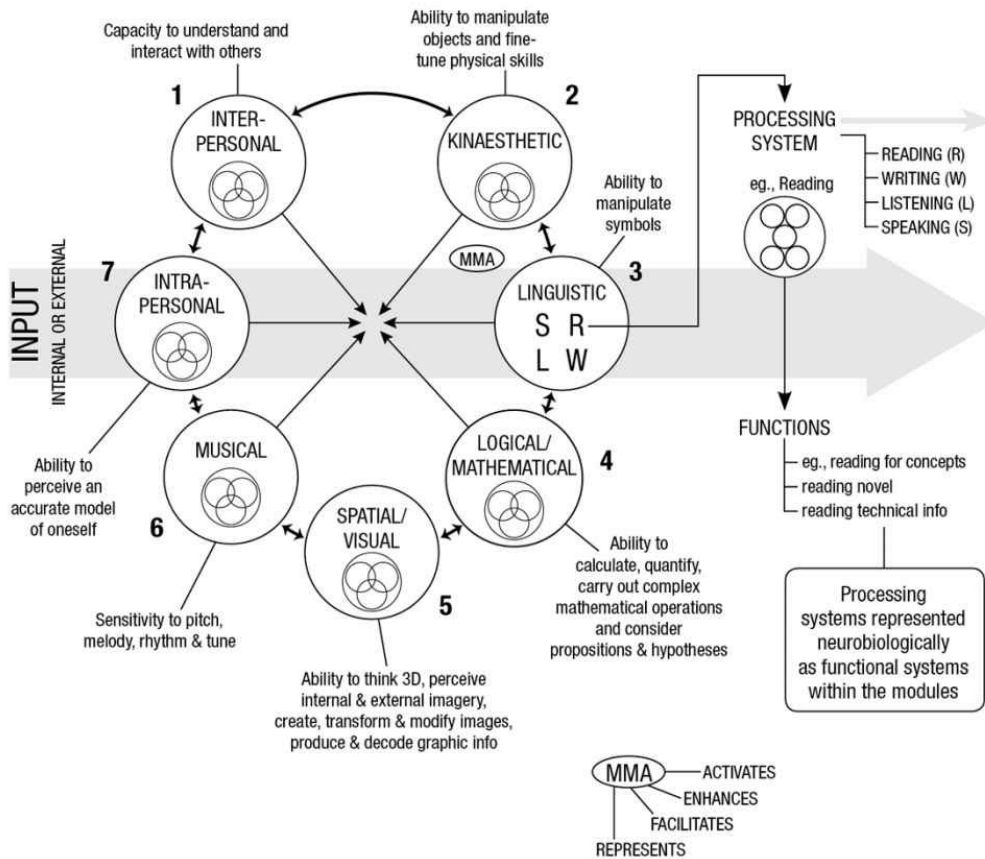 Capacity to understand and
interact with others
Ability to manipulate
objects and fine-
tune physical skills
1
INTER-
PERSONAL
2
KINAESTHETIC
PROCESSING
SYSTEM
READING (R)
WRITING (W)
LISTENING (L)
SPEAKING (S)
eg., Reading
Ability to
manipulate
symbols
MMA
3
LINGUISTIC
S R
L W
7
INTRA-
PERSONAL
INPUT
INTERNAL OR EXTERNAL
Ability to
perceive an
accurate model
of oneself
MUSICAL
6
Sensitivity to pitch,
melody, rhythm & tune
SPATIAL/
VISUAL
5
Ability to think 3D, perceive
internal & external imagery,
create, transform & modify images,
produce & decode graphic info
LOGICAL/
MATHEMATICAL
4
Ability to
calculate, quantify,
carry out complex
mathematical operations
and consider
propositions & hypotheses
FUNCTIONS
eg., reading for concepts
reading novel
reading technical info
Processing
systems represented
neurobiologically
as functional systems
within the modules
MMA
ACTIVATES
ENHANCES
FACILITATES
REPRESENTS